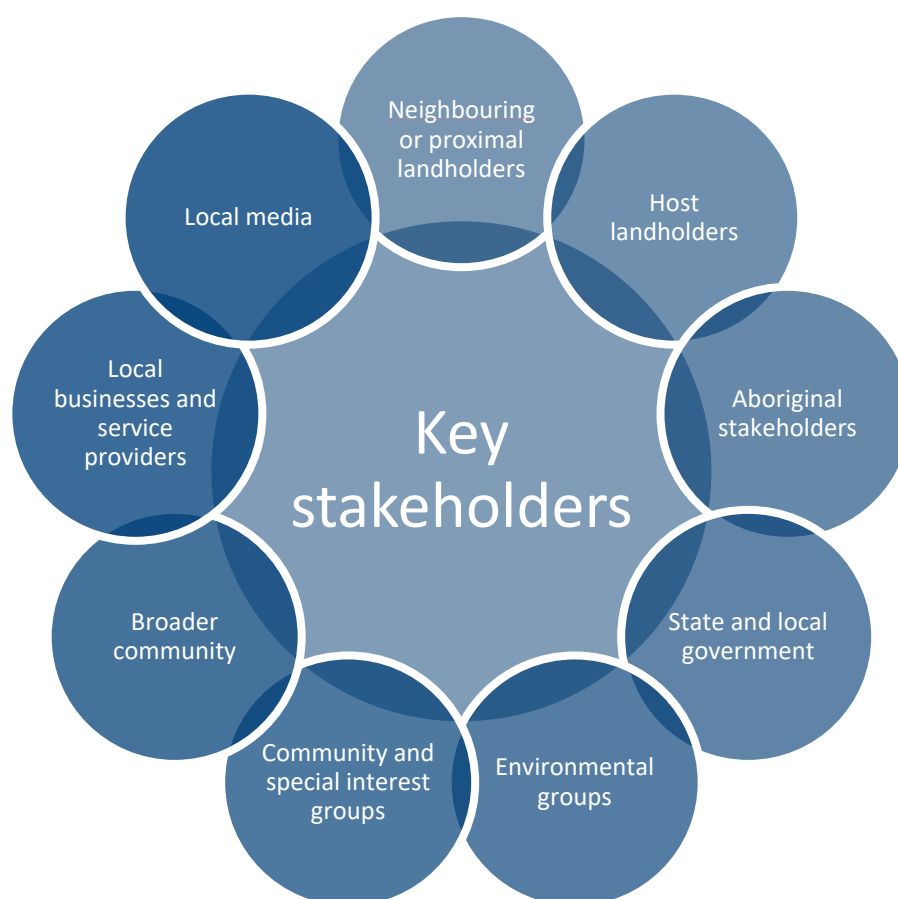 Neighbouring
or proximal
landholders
Host
landholders
Aboriginal
stakeholders
State and local
government
Environmental
groups
Community and
special interest
groups
Broader
community
Local
businesses and
service
providers
Local media
Key
stakeholders